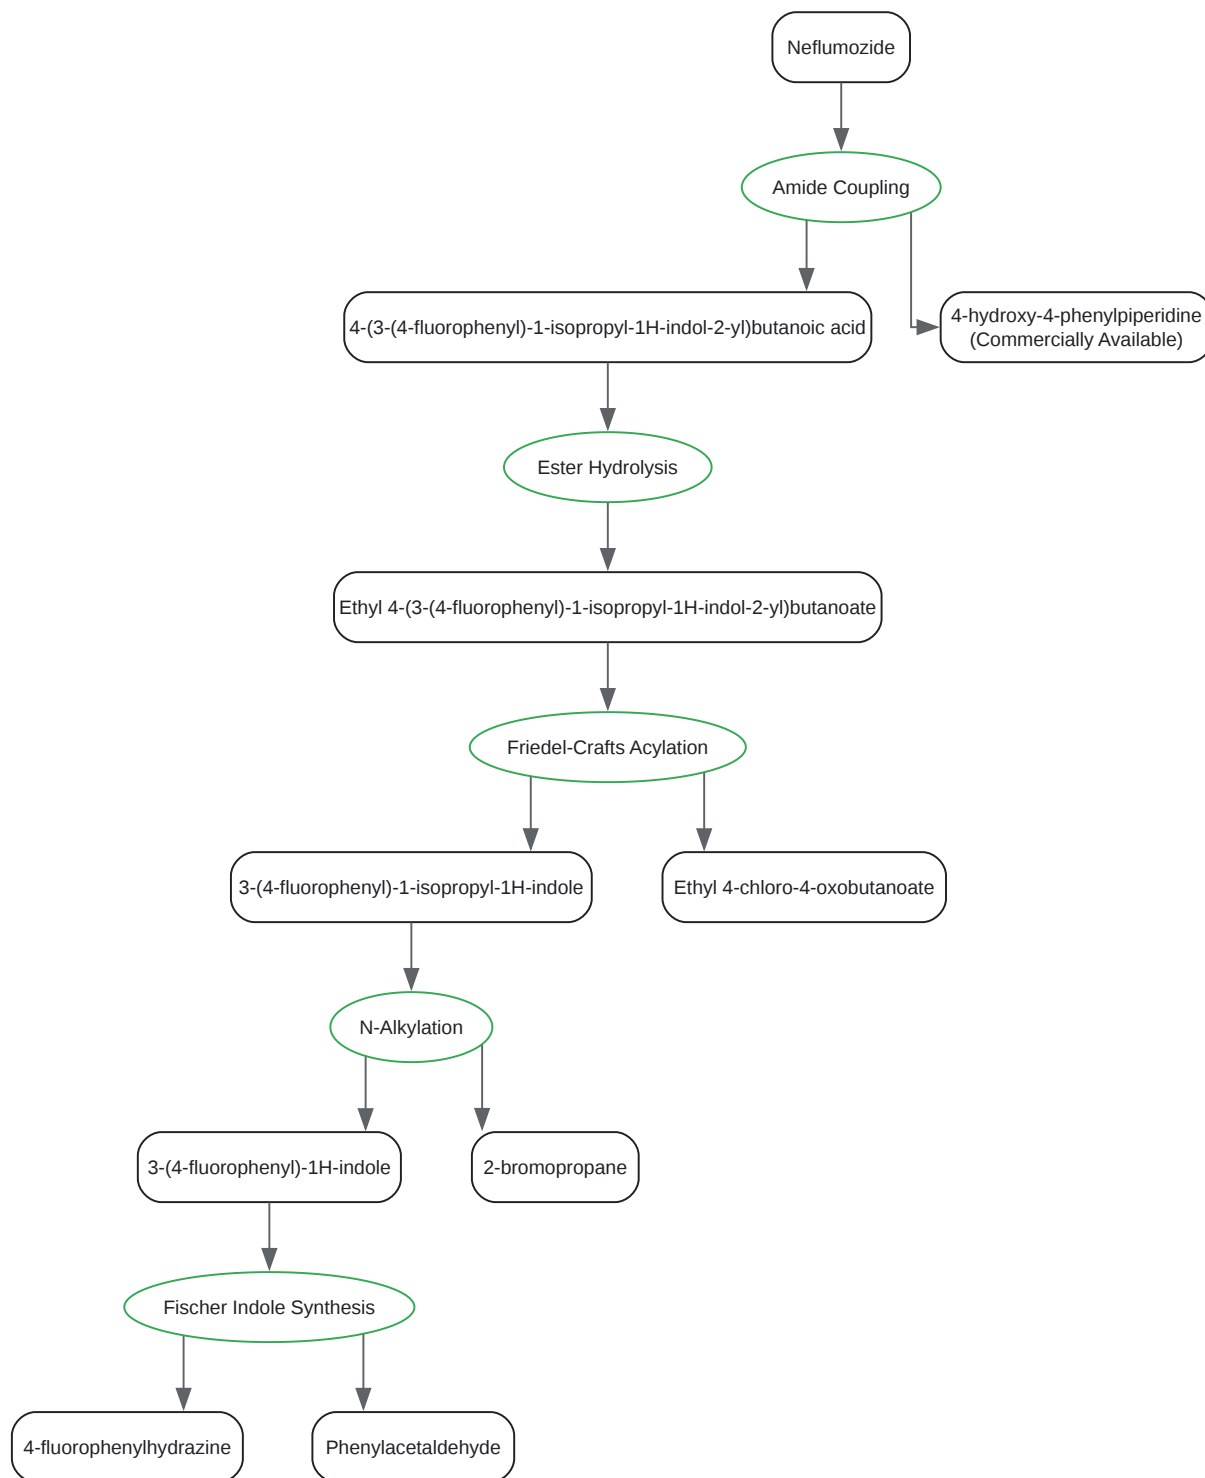 Neflumozide
Amide Coupling
4-(3-(4-fluorophenyl)-1-isopropyl-1H-indol-2-yl)butanoic acid
4-hydroxy-4-phenylpiperidine
(Commercially Available)
Ester Hydrolysis
Ethyl 4-(3-(4-fluorophenyl)-1-isopropyl-1H-indol-2-yl)butanoate
Friedel-Crafts Acylation
3-(4-fluorophenyl)-1-isopropyl-1H-indole
Ethyl 4-chloro-4-oxobutanoate
N-Alkylation
3-(4-fluorophenyl)-1H-indole
2-bromopropane
Fischer Indole Synthesis
4-fluorophenylhydrazine
Phenylacetaldehyde